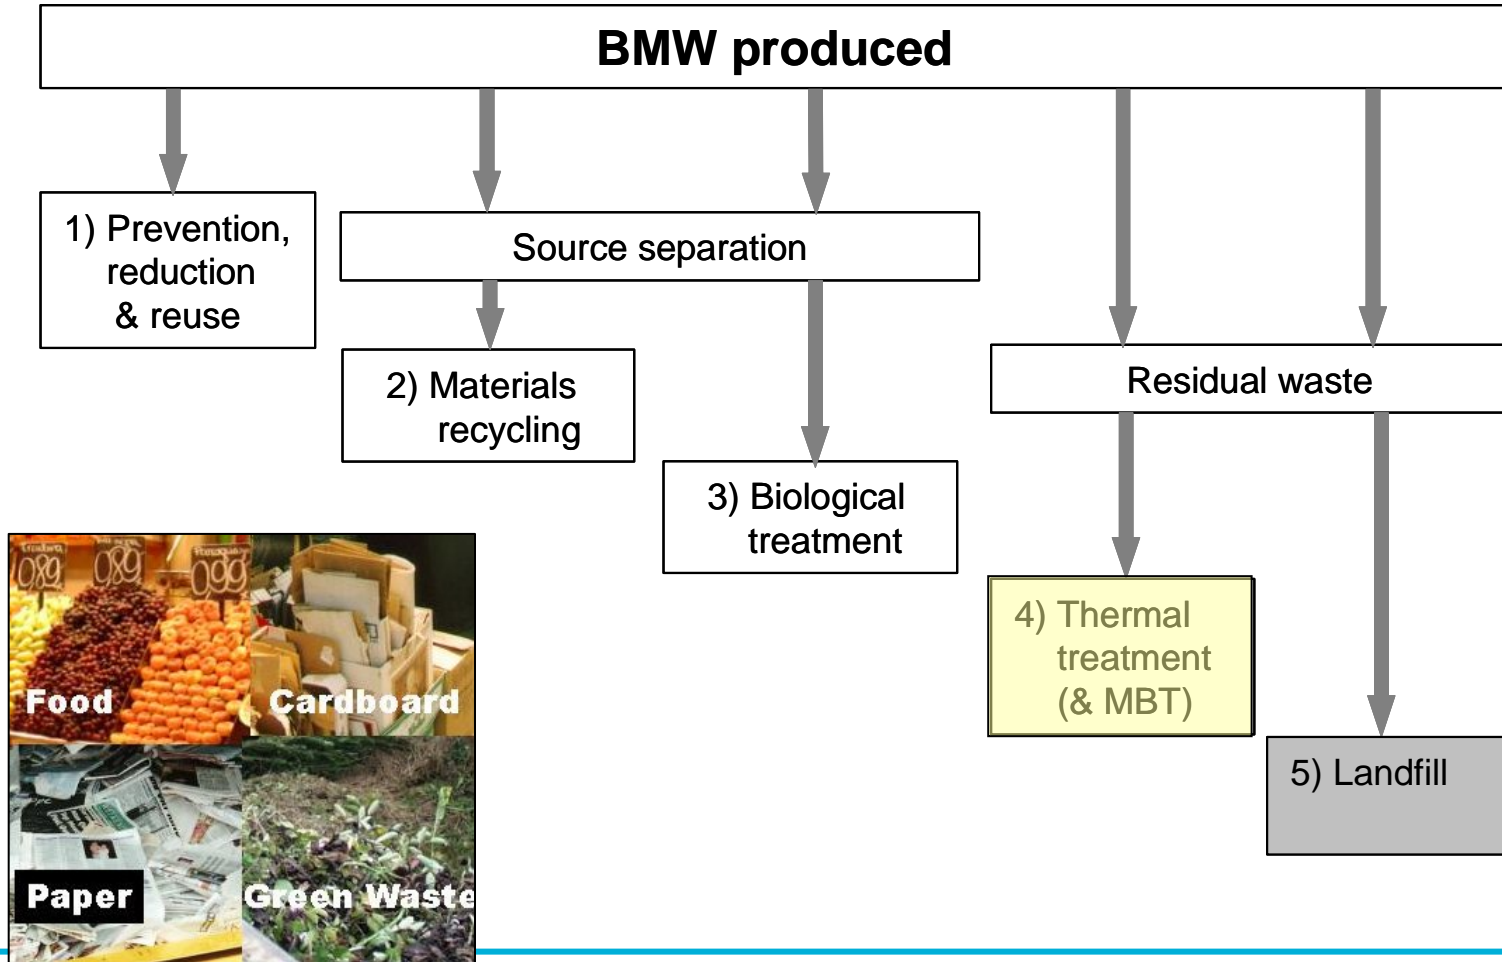 BMW produced
1) Prevention,
reduction
& reuse
Source separation
2) Materials
recycling
3) Biological
treatment
Residual waste
4) Thermal
treatment
(& MBT)
5) Landfill
0,89
0,89
0,99
Food
Cardboard
Paper
Green Waste